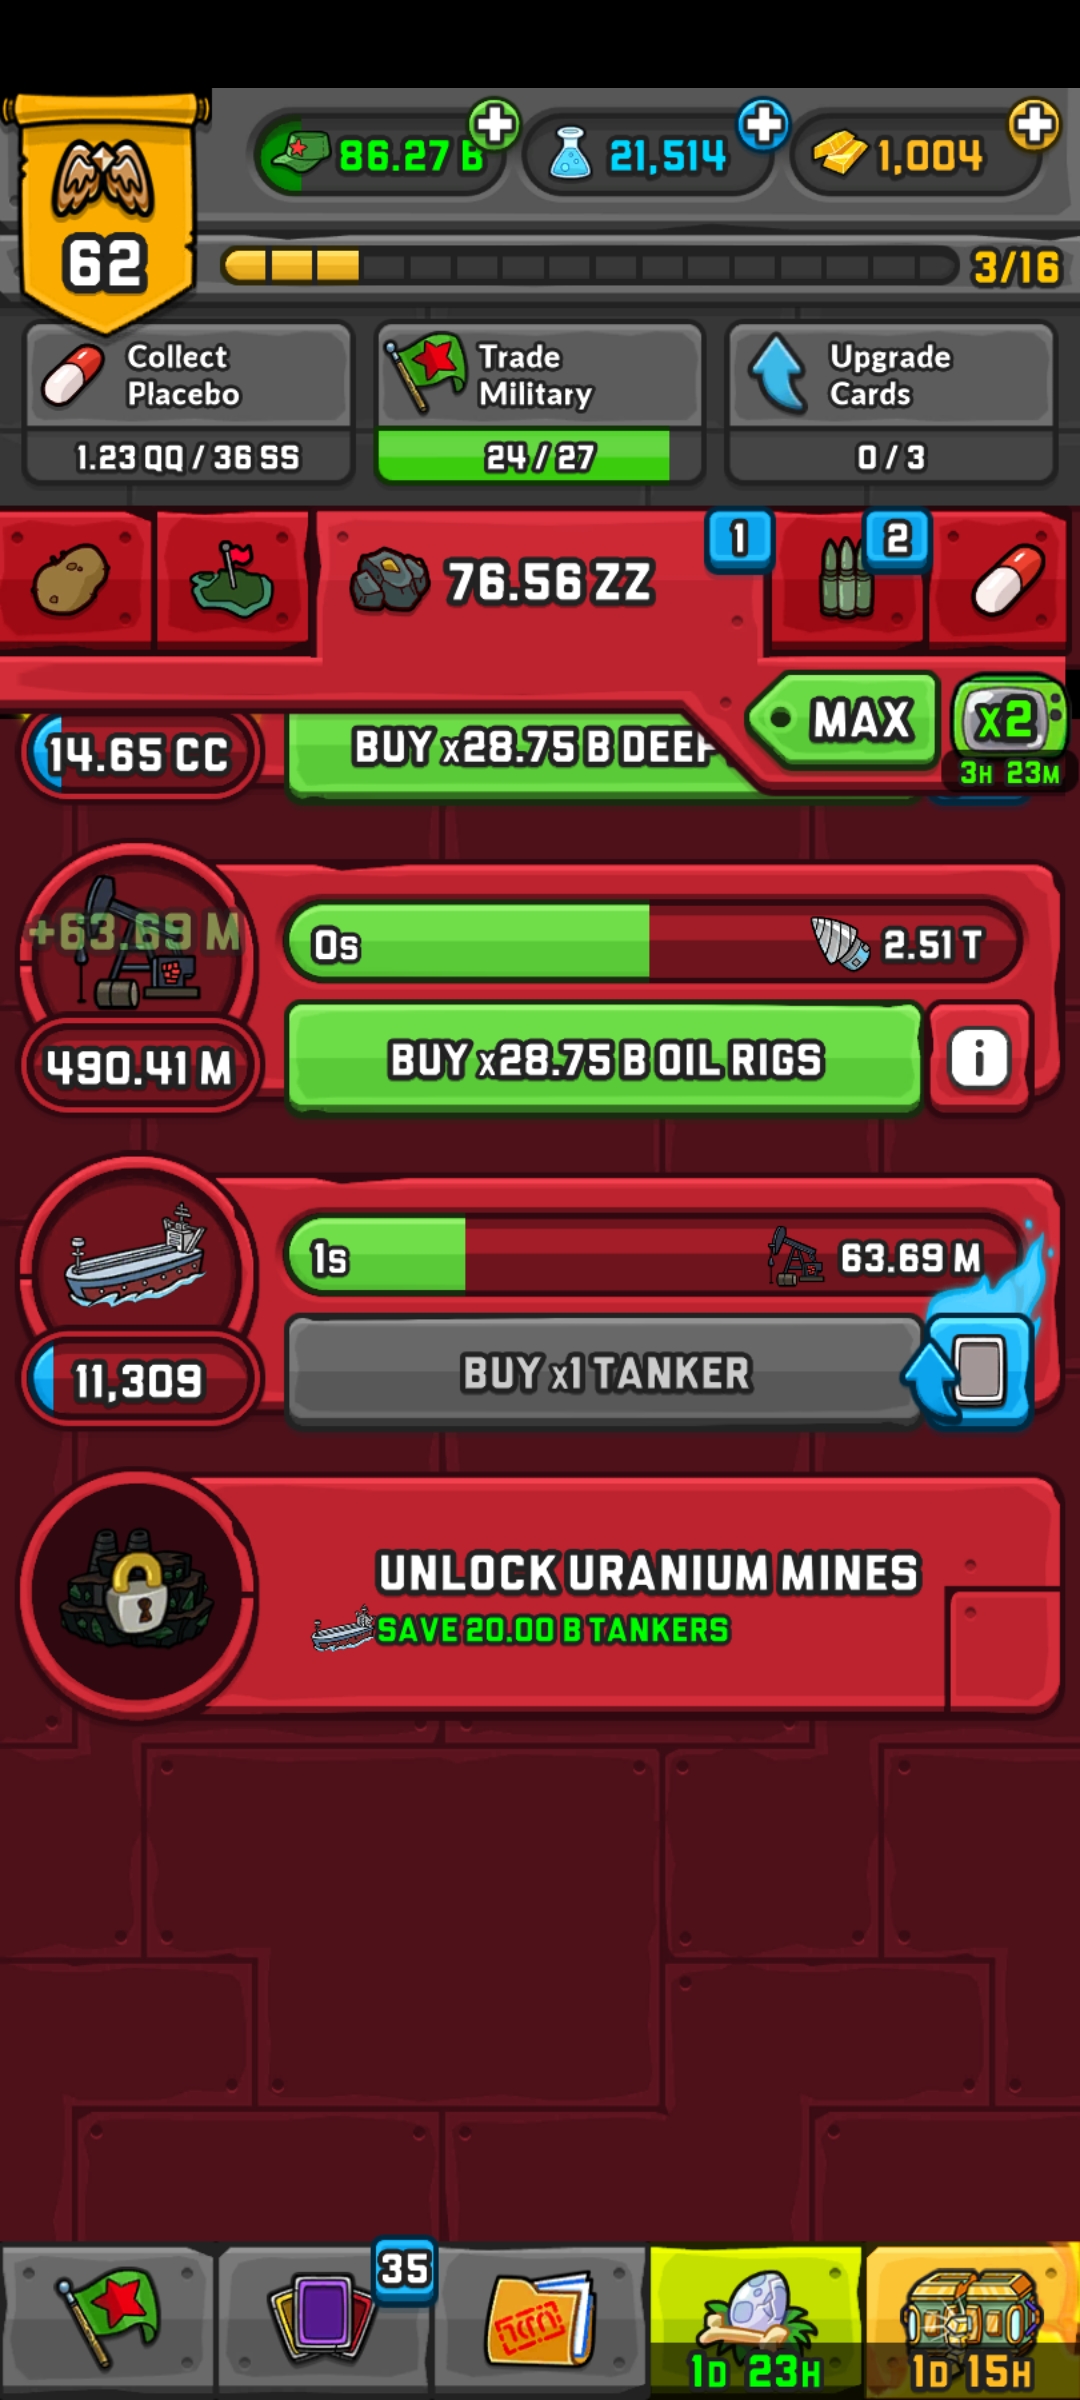 86.27 B
21,514
1,004
62
3/16
Collect
Placebo
1.23 QQ / 36 SS
Trade
Military
24 / 27
Upgrade
Cards
0 / 3
76.56 ZZ
1
2
MAX
x2
3H 23M
14.65 CC
BUY x28.75 B DEEP
+63.69 M
0s
2.51 T
490.41 M
BUY x28.75 B OIL RIGS
i
1s
63.69 M
11,309
BUY x1 TANKER
UNLOCK URANIUM MINES
SAVE 20.00 B TANKERS
35
1D 23H
1D 15H